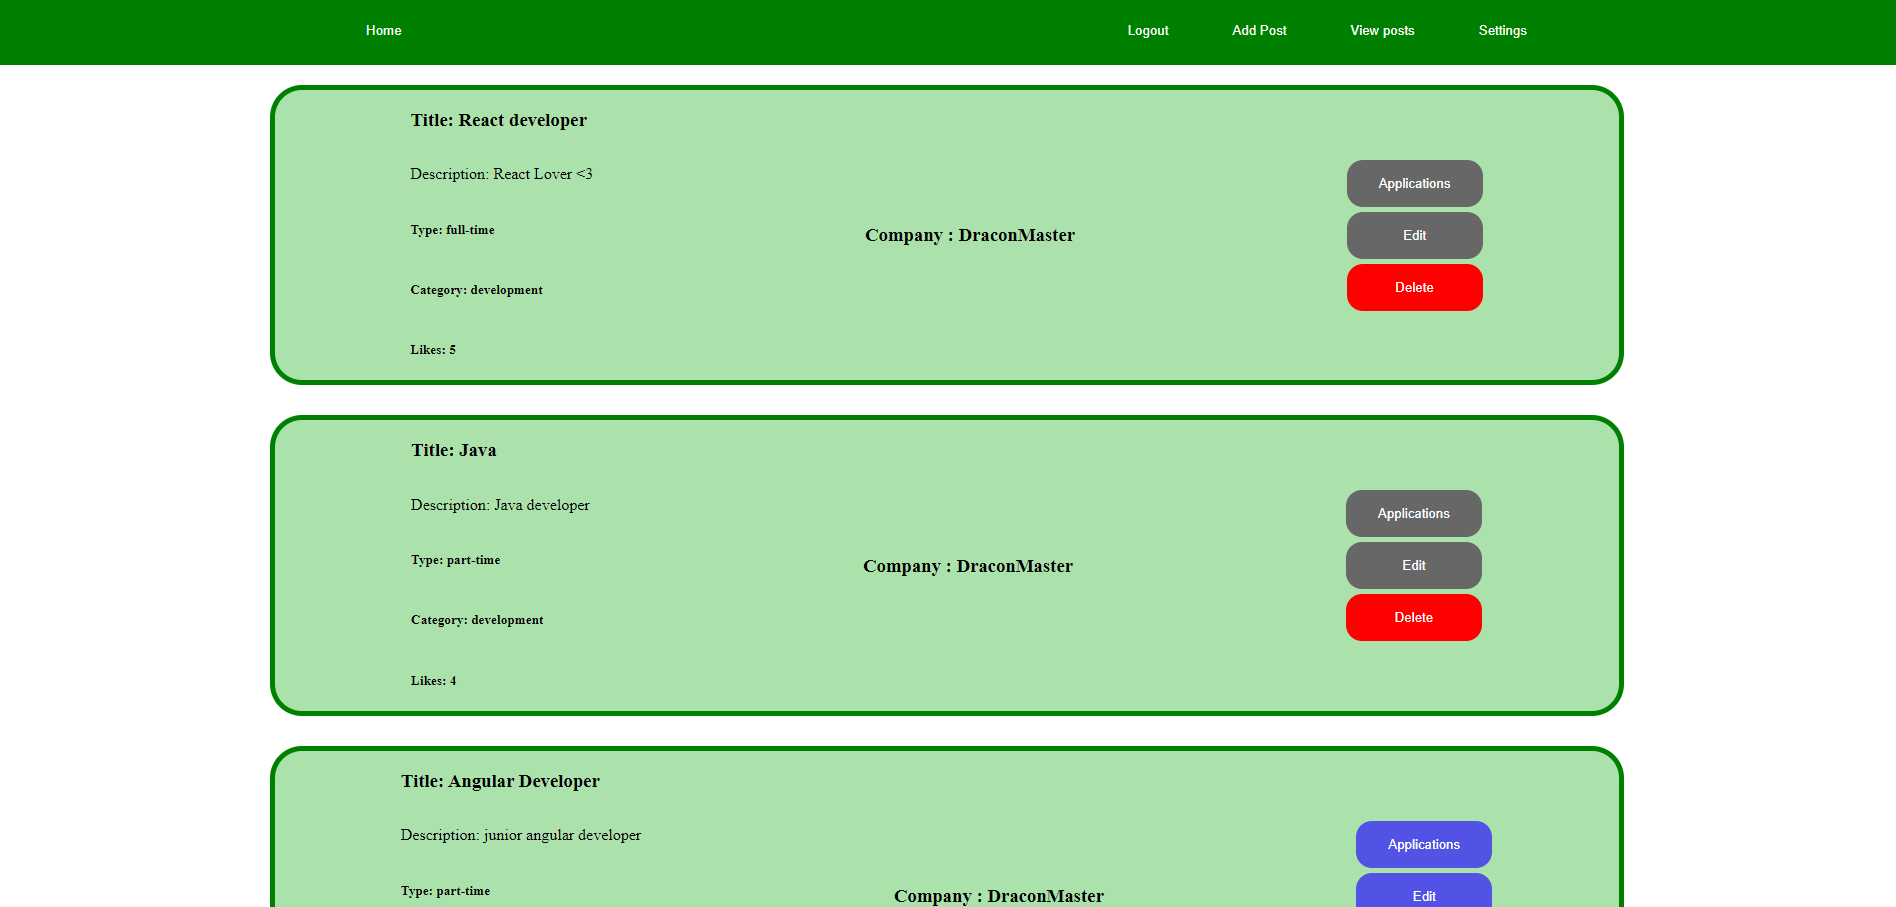 Home
Logout
Add Post
View posts
Settings
Title: React developer
Description: React Lover <3
Type: full-time
Category: development
Likes: 5
Company : DraconMaster
Applications
Edit
Delete
Title: Java
Description: Java developer
Type: part-time
Category: development
Likes: 4
Company : DraconMaster
Applications
Edit
Delete
Title: Angular Developer
Description: junior angular developer
Type: part-time
Company : DraconMaster
Applications
Edit